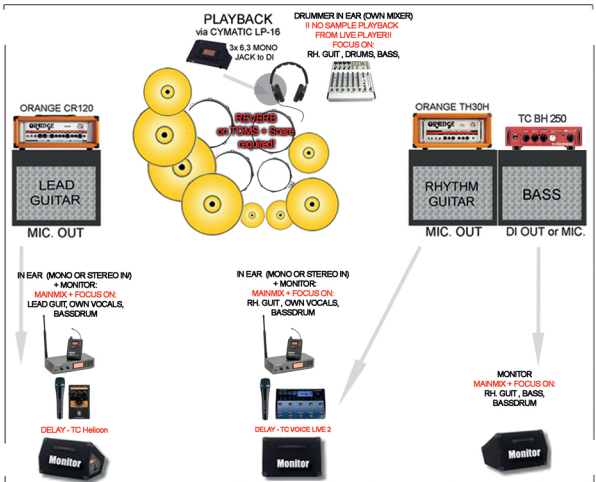 PLAYBACK
via CYMATIC LP-16
3x 6,3 MONO
JACK to DI
DRUMMER IN EAR (OWN MIXER)
!! NO SAMPLE PLAYBACK
FROM LIVE PLAYER!!
FOCUS ON:
RH. GUIT , DRUMS, BASS,
REVERB
on TOMS + Snare
required!
ORANGE CR120
ORANGE
LEAD
GUITAR
MIC. OUT
ORANGE TH30H
ORANGE
RHYTHM
GUITAR
MIC. OUT
TC BH 250
BASS
DI OUT or MIC.
IN EAR (MONO OR STEREO IN/)
+ MONITOR:
MAINMIX + FOCUS ON:
LEAD GUIT, OWN VOCALS,
BASSDRUM
DELAY - TC Helicon
Monitor
IN EAR (MONO OR STEREO IN)
+ MONITOR:
MAINMIX + FOCUS ON:
RH. GUIT , OWN VOCALS,
BASSDRUM
DELAY - TC VOICE LIVE 2
Monitor
MONITOR
MAINMIX + FOCUS ON:
RH. GUIT , BASS,
BASSDRUM
Monitor